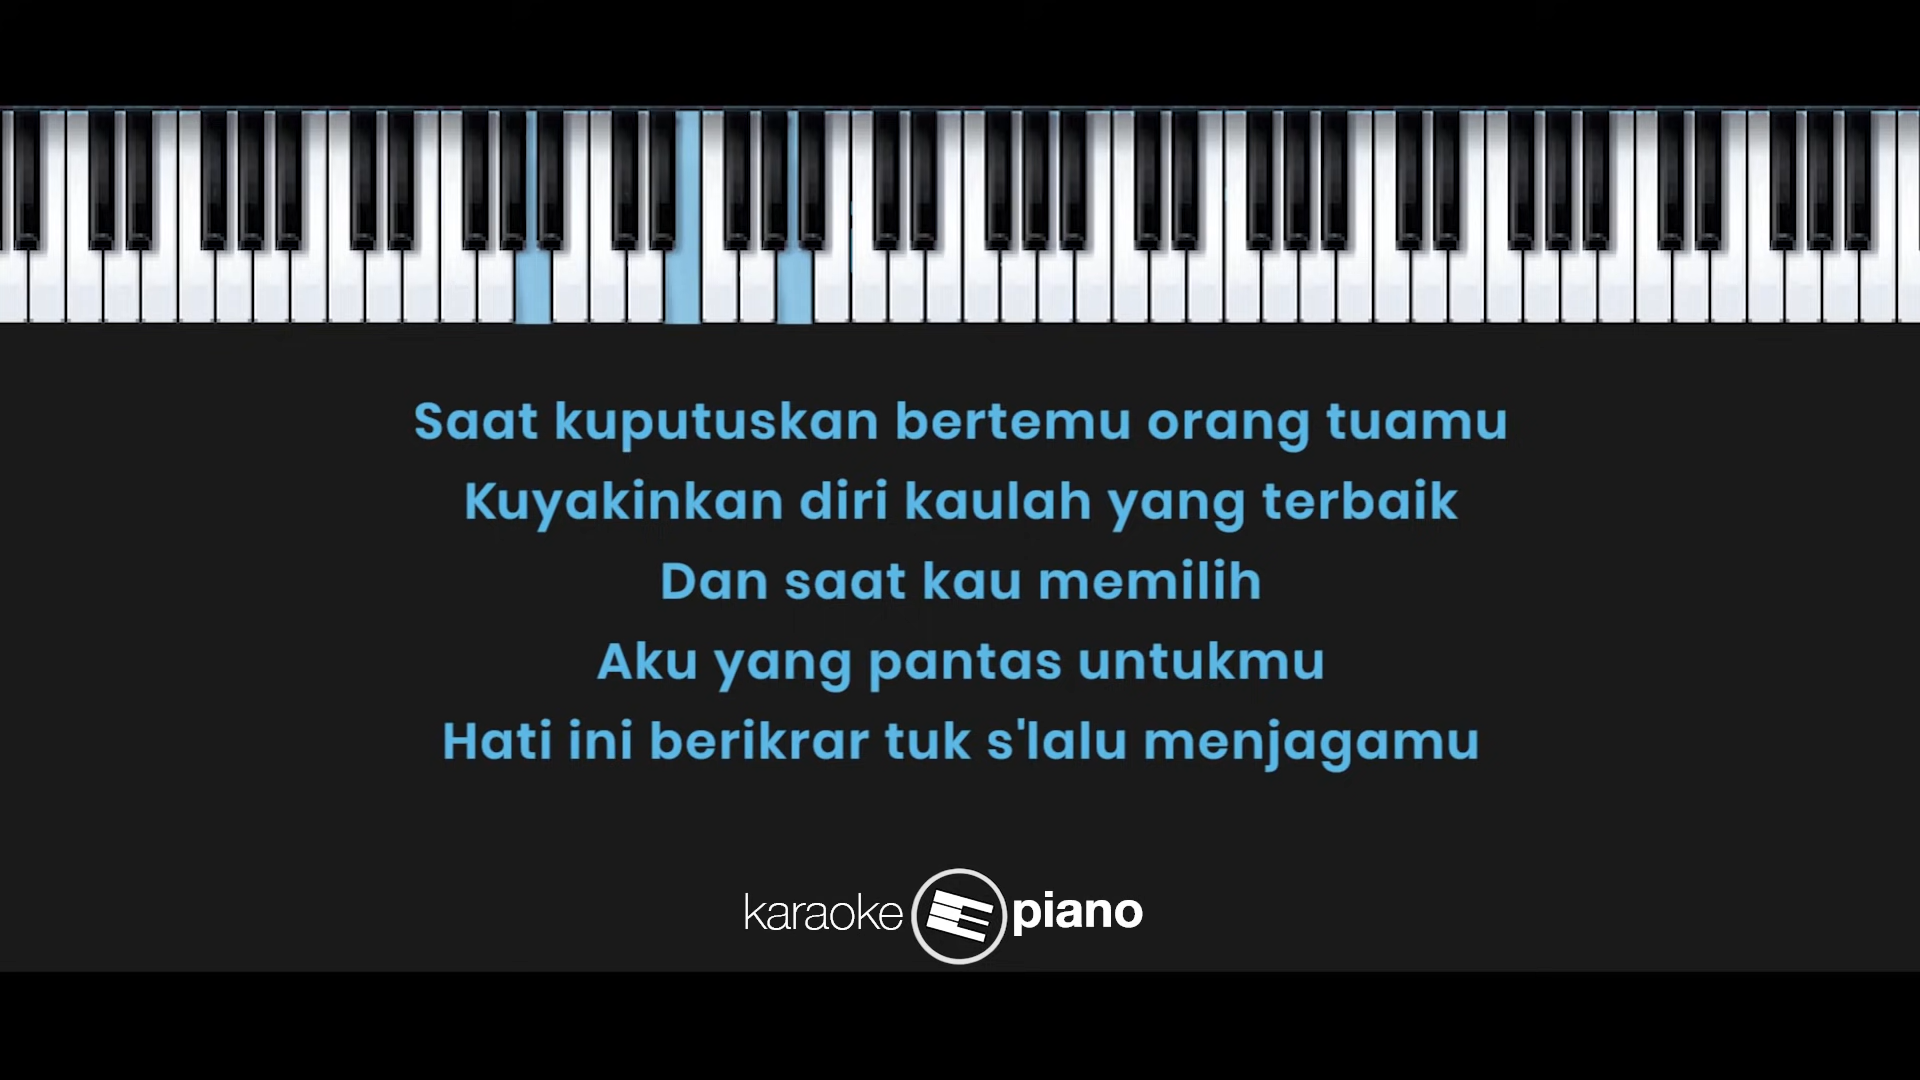 Saat kuputuskan bertemu orang tuamu
Kuyakinkan diri kaulah yang terbaik
Dan saat kau memilih
Aku yang pantas untukmu
Hati ini berikrar tuk s'lalu menjagamu
karaoke piano